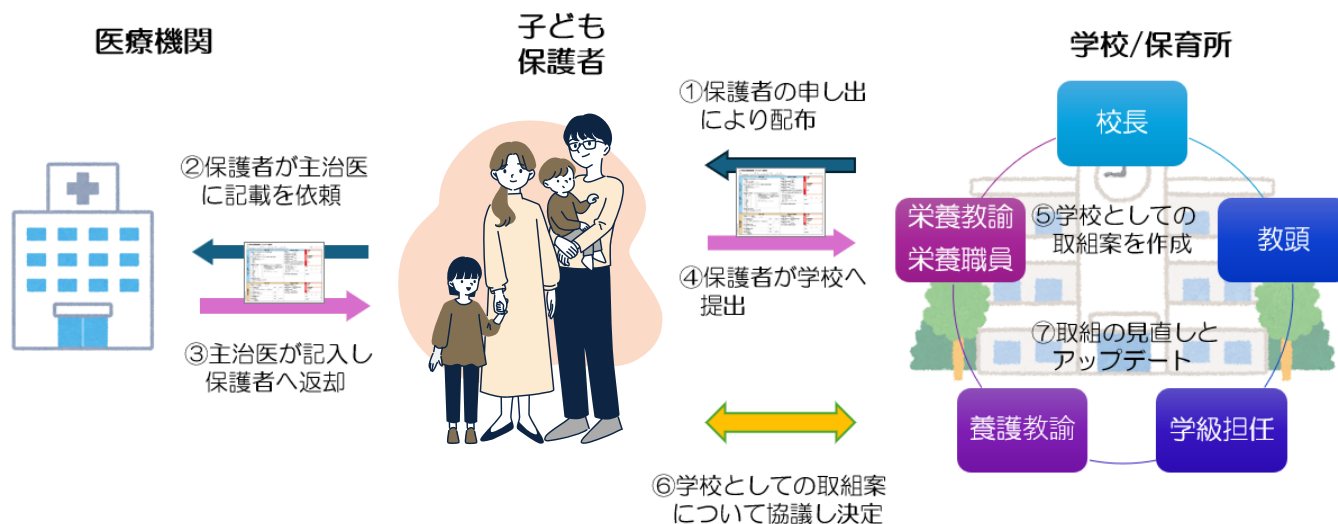 医療機関
子ども
保護者
学校/保育所
①保護者の申し出
により配布
②保護者が主治医
に記載を依頼
③主治医が記入し
保護者へ返却
④保護者が学校へ
提出
校長
教頭
学級担任
養護教諭
栄養教諭
栄養職員
⑤学校としての
取組案を作成
⑦取組の見直しと
アップデート
⑥学校としての取組案
について協議し決定